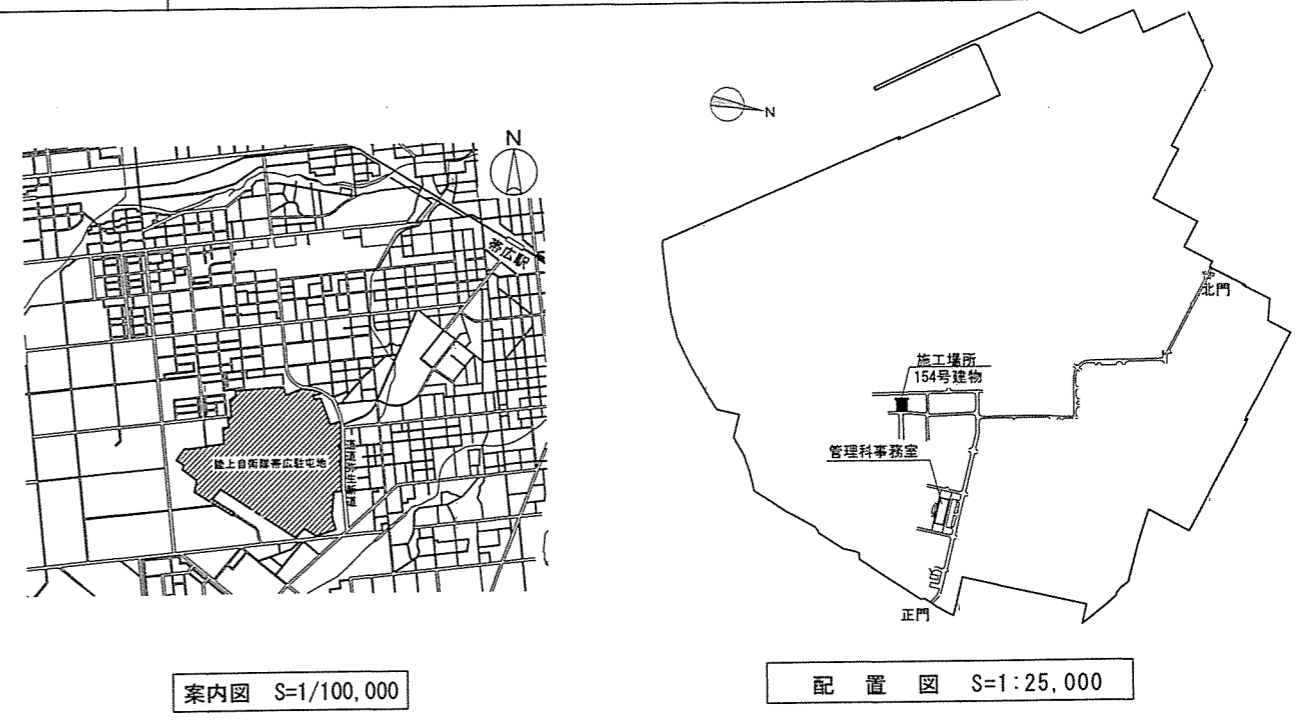 N
帯広駅
陸上自衛隊帯広駐屯地
案内図 S=1/100,000
N
北門
施工場所
154号建物
管理科事務室
正門
配置図 S=1:25,000